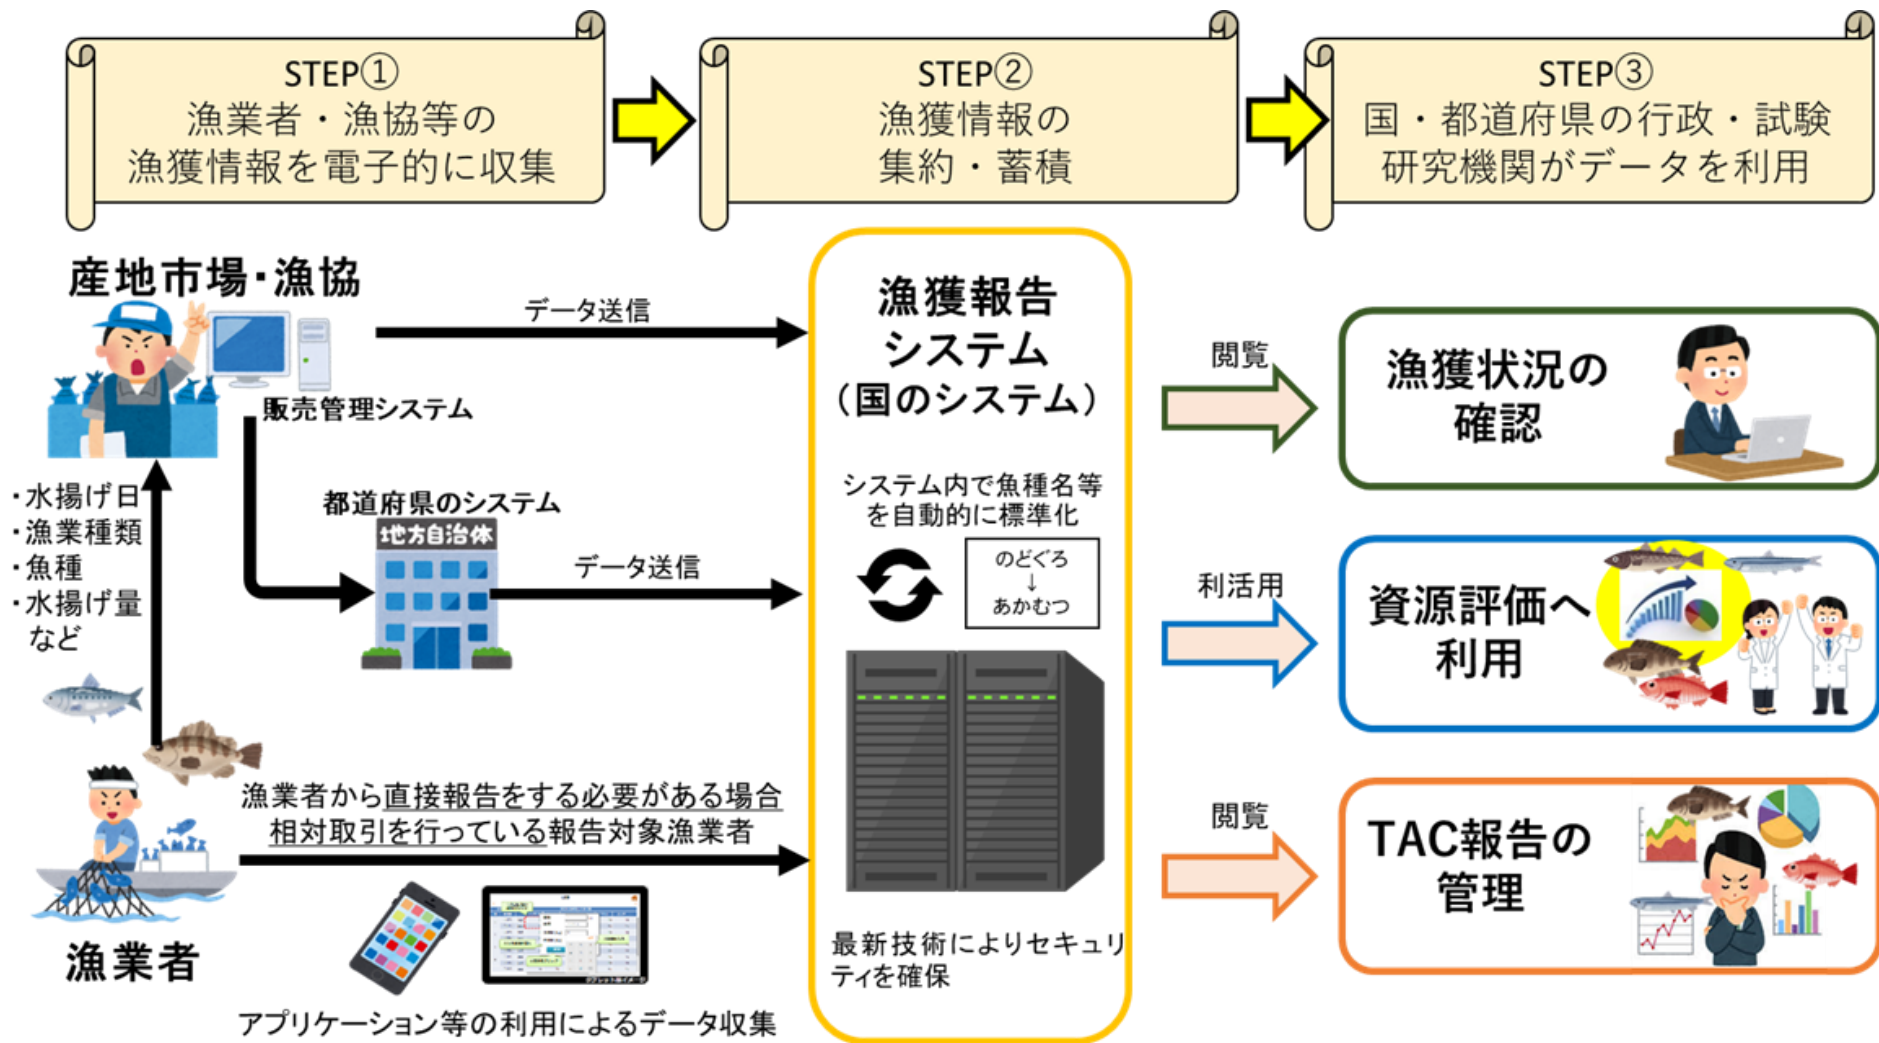 STEP①
漁業者・漁協等の
漁獲情報を電子的に収集
STEP②
漁獲情報の
集約・蓄積
STEP③
国・都道府県の行政・試験
研究機関がデータを利用
産地市場・漁協
販売管理システム
データ送信
・水揚げ日
・漁業種類
・魚種
・水揚げ量
など
都道府県のシステム
地方自治体
データ送信
漁業者から直接報告をする必要がある場合
相対取引を行っている報告対象漁業者
漁業者
アプリケーション等の利用によるデータ収集
漁獲報告
システム
（国のシステム）
システム内で魚種名等
を自動的に標準化
のどぐろ
↓
あかむつ
最新技術によりセキュリ
ティを確保
閲覧
漁獲状況の
確認
利活用
資源評価へ
利用
閲覧
TAC報告の
管理